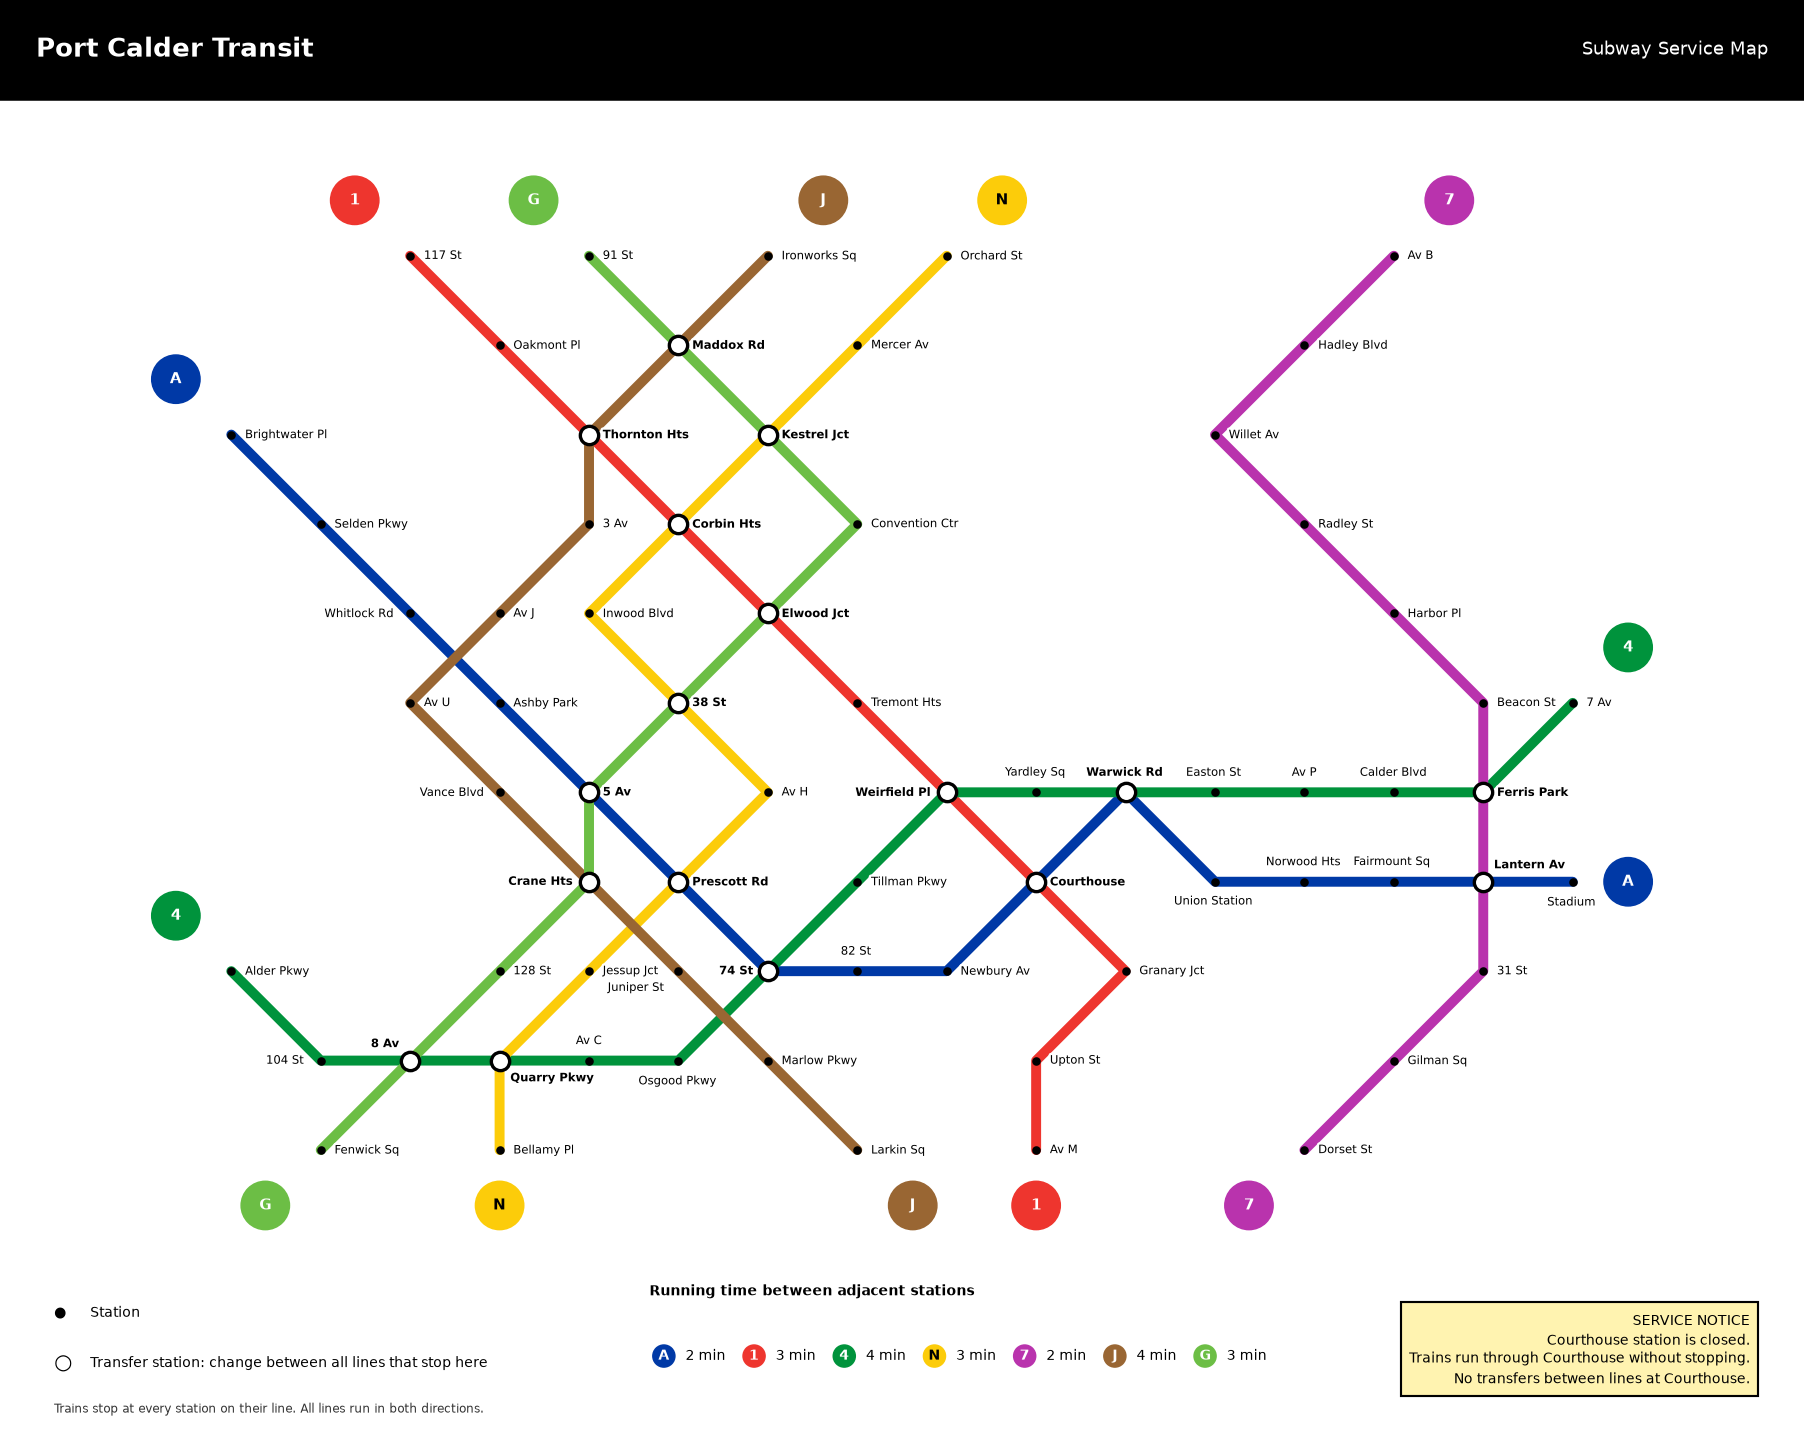 Port Calder Transit
Subway Service Map
1
G
J
N
7
117 St
91 St
Ironworks Sq
Orchard St
Av B
Oakmont Pl
Maddox Rd
Mercer Av
Hadley Blvd
A
Brightwater Pl
Thornton Hts
Kestrel Jct
Willet Av
Selden Pkwy
3 Av
Corbin Hts
Convention Ctr
Radley St
Whitlock Rd
Av J
Inwood Blvd
Elwood Jct
Harbor Pl
4
Av U
Ashby Park
38 St
Tremont Hts
Beacon St
7 Av
Yardley Sq
Warwick Rd
Easton St
Av P
Calder Blvd
Vance Blvd
5 Av
Av H
Weirfield Pl
Ferris Park
Norwood Hts
Fairmount Sq
Lantern Av
Crane Hts
Prescott Rd
Tillman Pkwy
Courthouse
A
Union Station
Stadium
4
82 St
Alder Pkwy
128 St
Jessup Jct
74 St
Newbury Av
Granary Jct
31 St
Juniper St
8 Av
Av C
104 St
Marlow Pkwy
Upton St
Gilman Sq
Quarry Pkwy
Osgood Pkwy
Fenwick Sq
Bellamy Pl
Larkin Sq
Av M
Dorset St
G
N
J
1
7
Running time between adjacent stations
Station
Transfer station: change between all lines that stop here
A 2 min 1 3 min 4 4 min N 3 min 7 2 min J 4 min G 3 min
Trains stop at every station on their line. All lines run in both directions.
SERVICE NOTICE
Courthouse station is closed.
Trains run through Courthouse without stopping.
No transfers between lines at Courthouse.